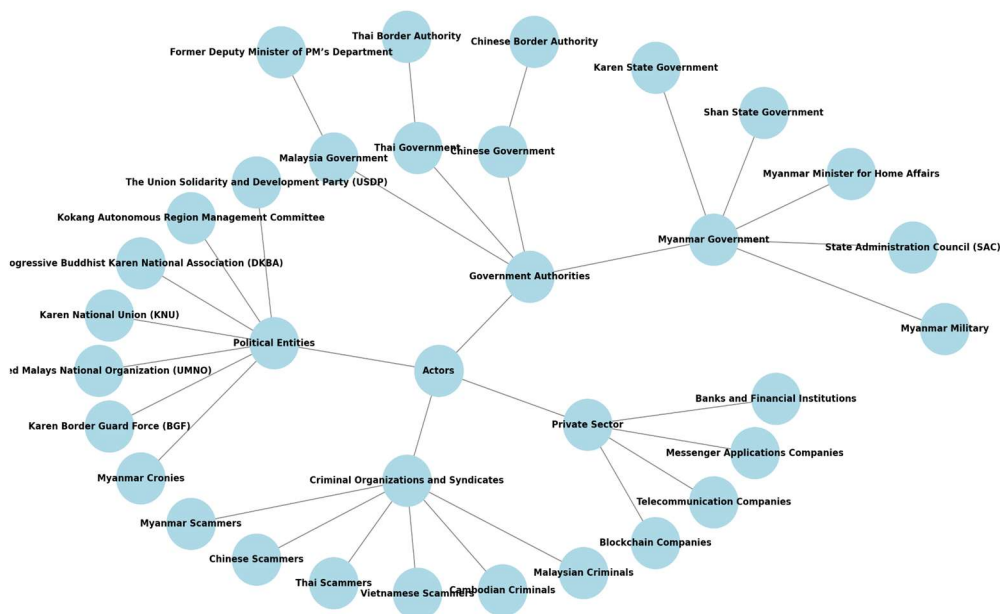 Thai Border Authority
Chinese Border Authority
Former Deputy Minister of PM's Department
Karen State Government
Shan State Government
Thai Government
Chinese Government
Malaysia Government
Myanmar Minister for Home Affairs
The Union Solidarity and Development Party (USDP)
Kokang Autonomous Region Management Committee
Myanmar Government
State Administration Council (SAC)
ogressive Buddhist Karen National Association (DKBA)
Government Authorities
Karen National Union (KNU)
Myanmar Military
Political Entities
ed Malays National Organization (UMNO)
Actors
Banks and Financial Institutions
Karen Border Guard Force (BGF)
Private Sector
Messenger Applications Companies
Myanmar Cronies
Criminal Organizations and Syndicates
Telecommunication Companies
Myanmar Scammers
Blockchain Companies
Chinese Scammers
Malaysian Criminals
Thai Scammers
Cambodian Criminals
Vietnamese Scammers